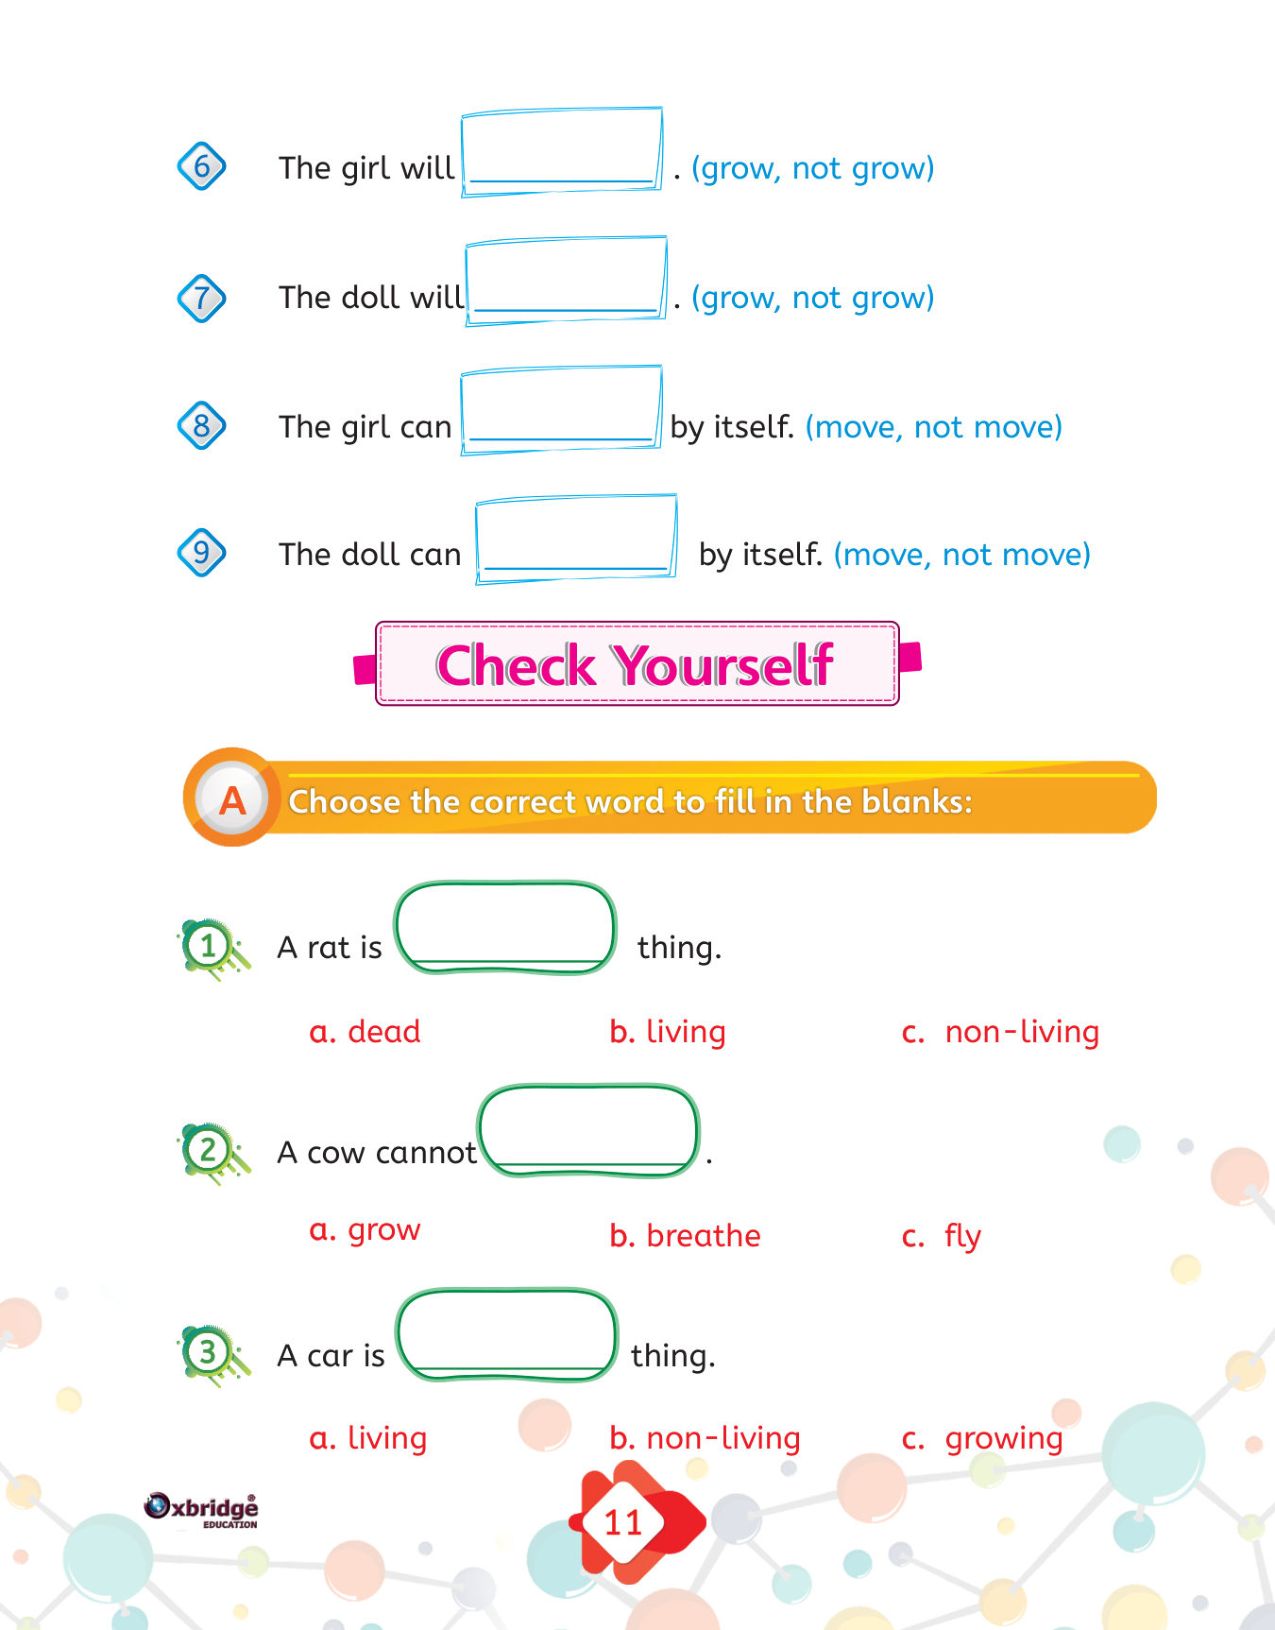 6 The girl will . (grow, not grow)
7 The doll will . (grow, not grow)
8 The girl can by itself. (move, not move)
9 The doll can by itself. (move, not move)
Check Yourself
A Choose the correct word to fill in the blanks:
1 A rat is thing.
a. dead b. living c. non-living
2 A cow cannot .
a. grow b. breathe c. fly
3 A car is thing.
a. living b. non-living c. growing
Oxbridge®
EDUCATION
11